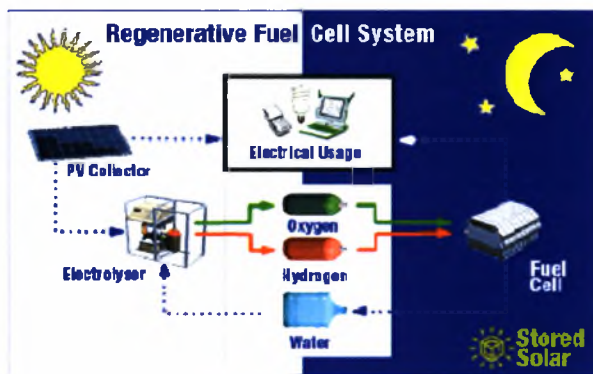 Regenerative Fuel Cell System
Electrical Usage
PV Collector
Oxygen
Electrolyser
Hydrogen
Fuel
Cell
Water
Stored
Solar